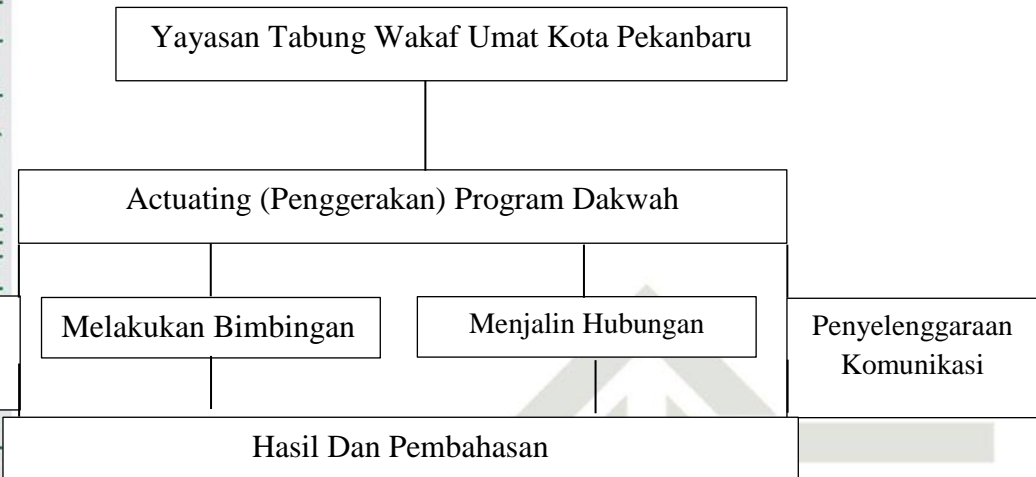 Yayasan Tabung Wakaf Umat Kota Pekanbaru
Actuating (Penggerakan) Program Dakwah
Melakukan Bimbingan
Menjalin Hubungan
Penyelenggaraan
Komunikasi
Hasil Dan Pembahasan